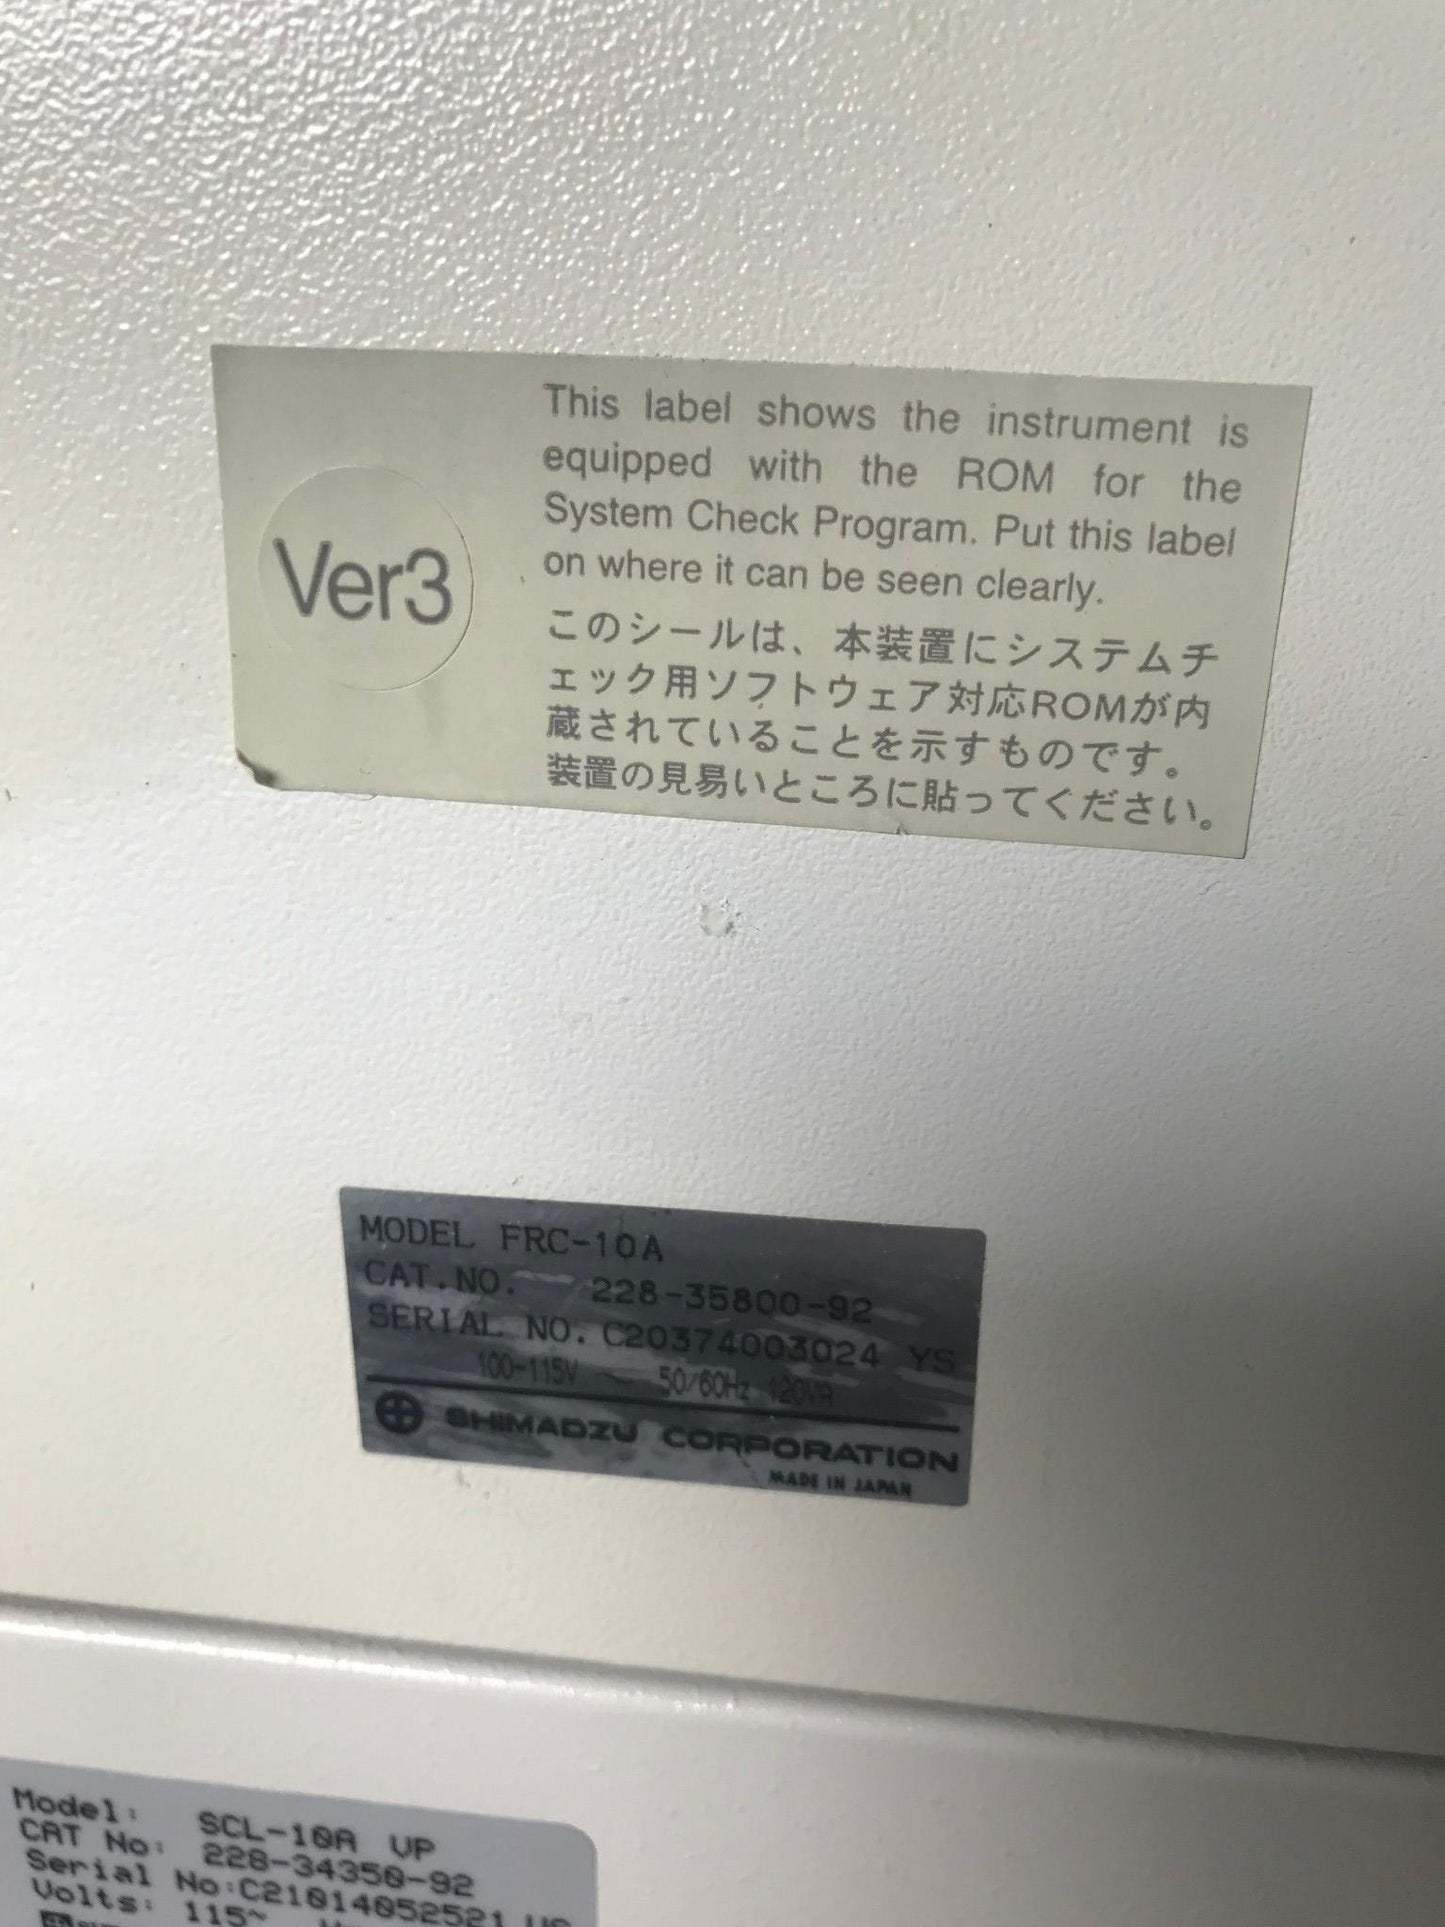 Ver3
This label shows the instrument is
equipped with the ROM for the
System Check Program. Put this label
on where it can be seen clearly.
このシールは、本装置にシステムチ
ェック用ソフトウェア対応ROMが内
蔵されていることを示すものです。
装置の見易いところに貼ってください。
MODEL FRC-10A
CAT.NO. 228-35800-92
SERIAL NO. C20374003024 YS
100-115V ~ 50/60Hz 120VA
SHIMADZU CORPORATION
MADE IN JAPAN
Model: SCL-10A VP
CAT No: 228-34350-92
Serial No:C21014052521
Volts: 115~